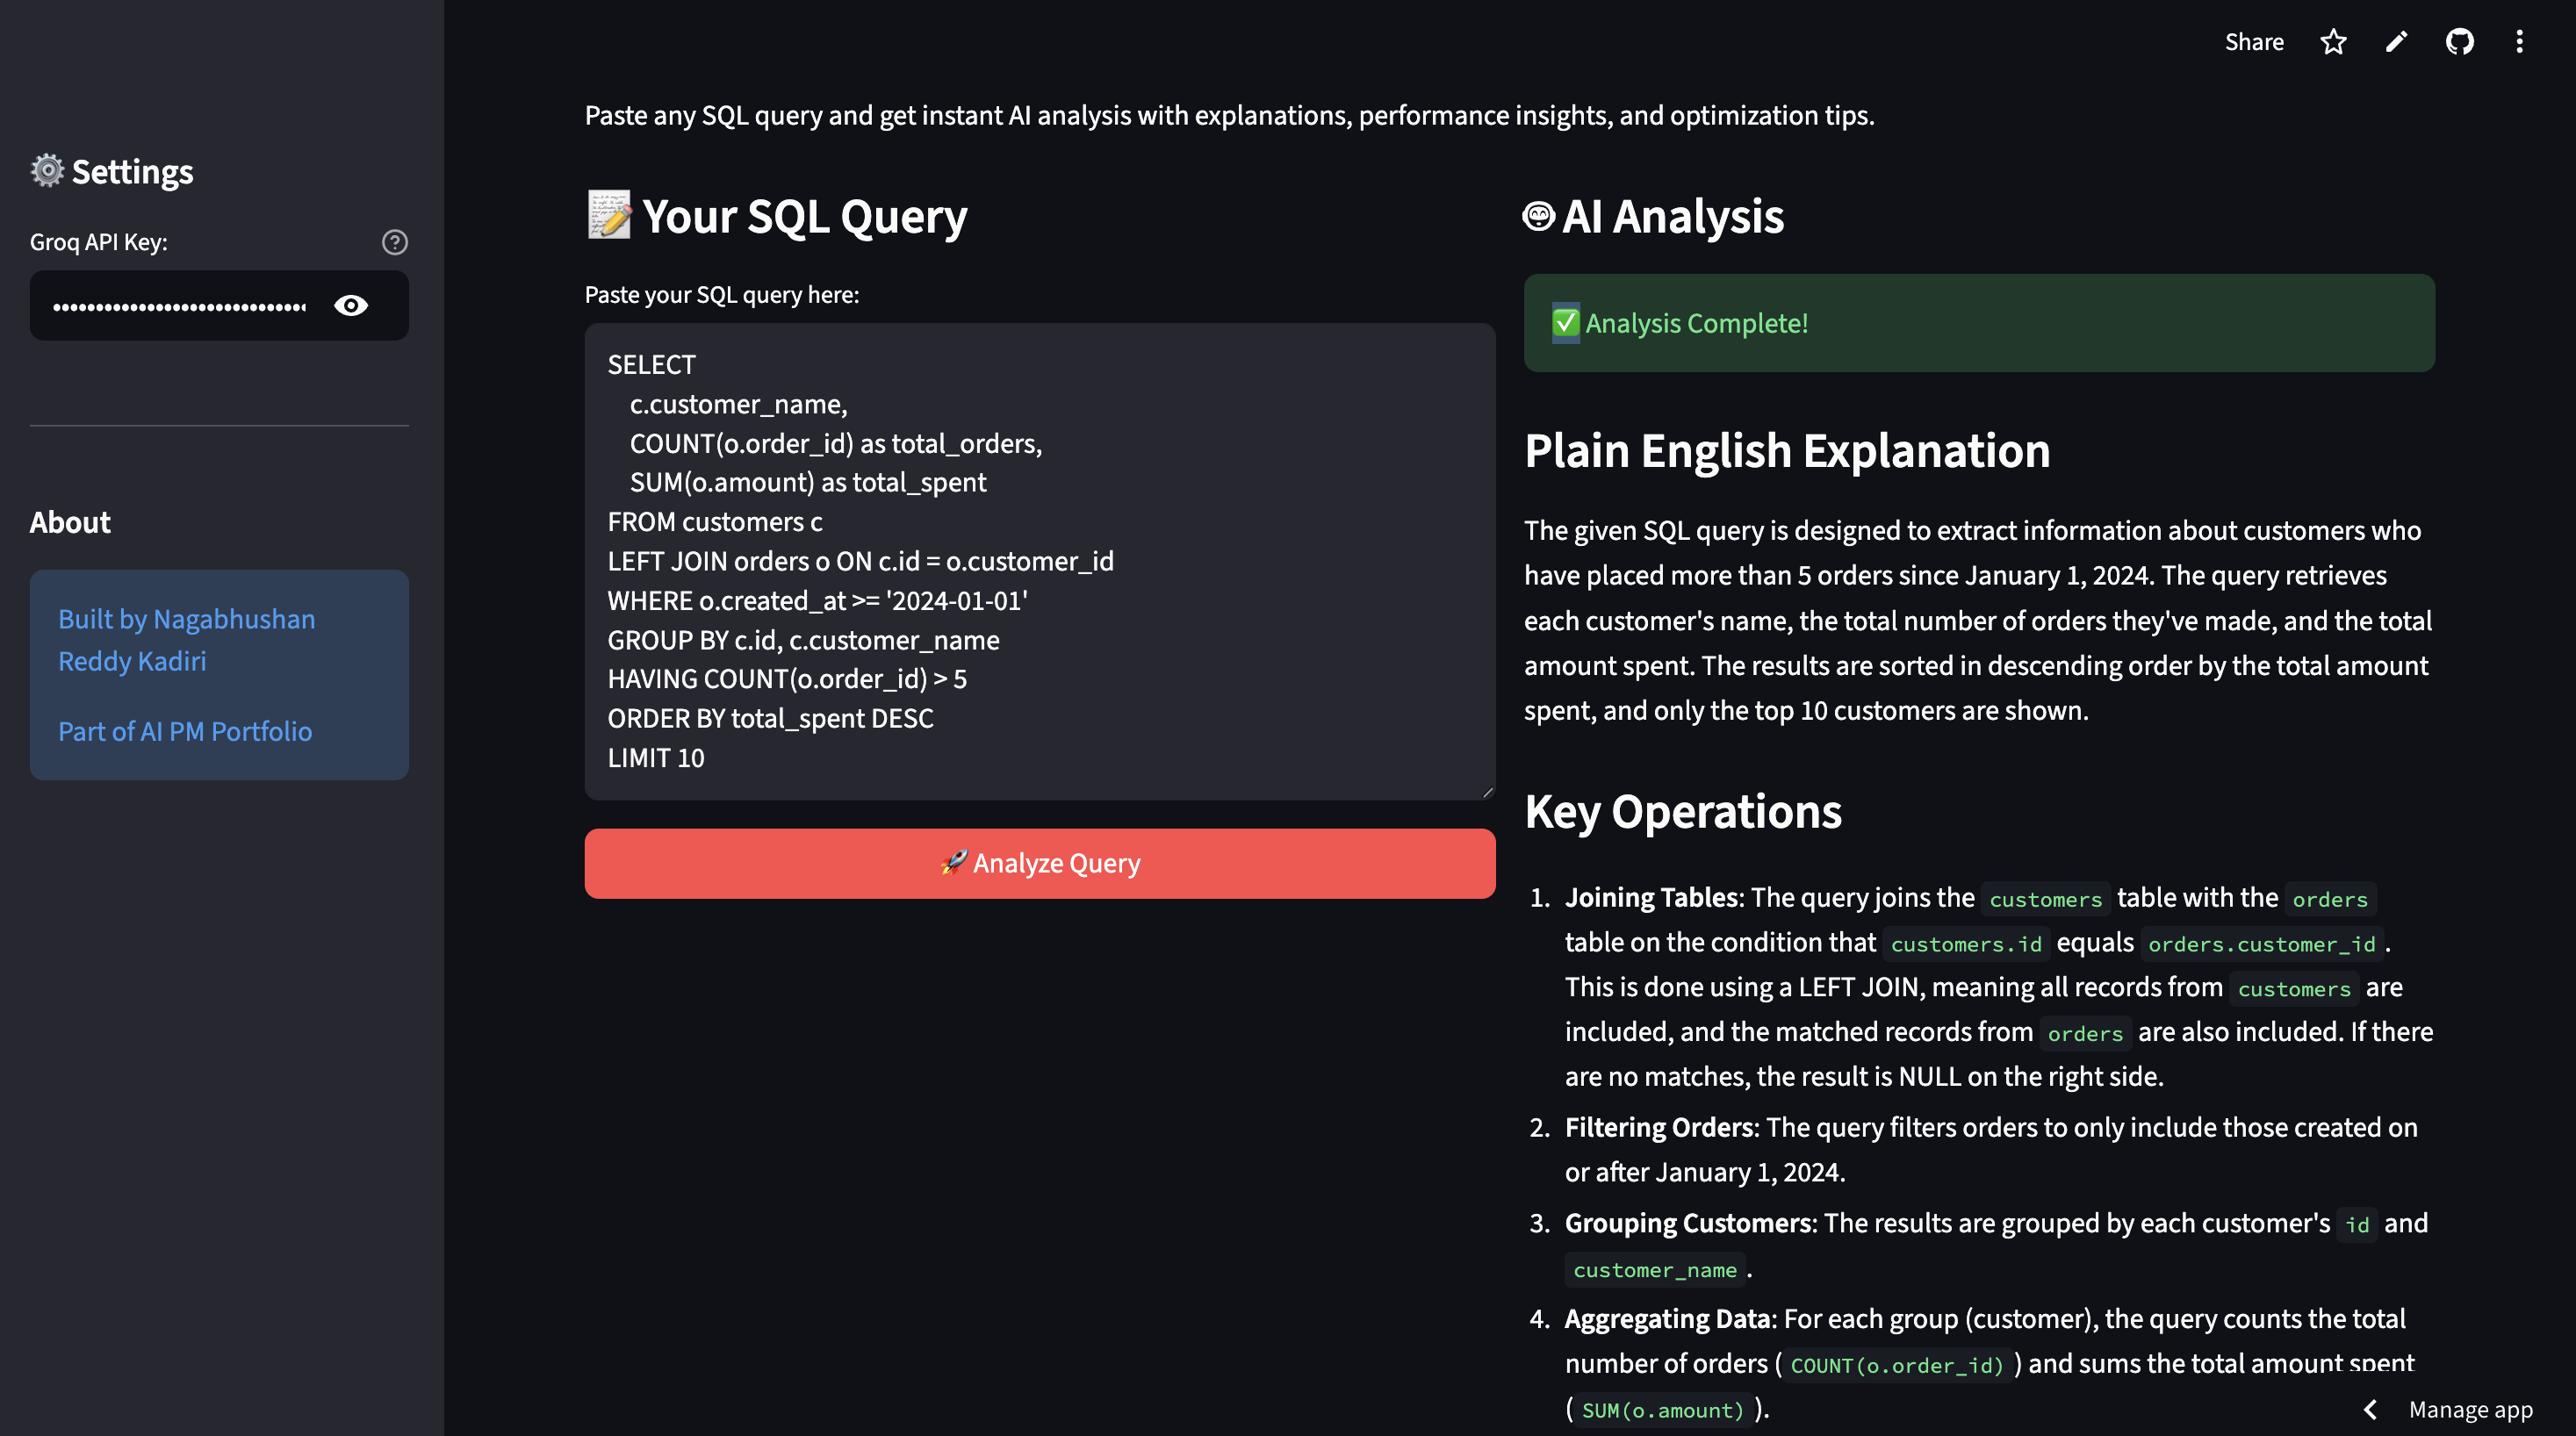 Share
Settings
Groq API Key:
••••••••••••••••••••••••••••••
About
Built by Nagabhushan
Reddy Kadiri
Part of AI PM Portfolio
Paste any SQL query and get instant AI analysis with explanations, performance insights, and optimization tips.
Your SQL Query
Paste your SQL query here:
SELECT
c.customer_name,
COUNT(o.order_id) as total_orders,
SUM(o.amount) as total_spent
FROM customers c
LEFT JOIN orders o ON c.id = o.customer_id
WHERE o.created_at >= '2024-01-01'
GROUP BY c.id, c.customer_name
HAVING COUNT(o.order_id) > 5
ORDER BY total_spent DESC
LIMIT 10
🚀 Analyze Query
AI Analysis
✅ Analysis Complete!
Plain English Explanation
The given SQL query is designed to extract information about customers who
have placed more than 5 orders since January 1, 2024. The query retrieves
each customer's name, the total number of orders they've made, and the total
amount spent. The results are sorted in descending order by the total amount
spent, and only the top 10 customers are shown.
Key Operations
1. Joining Tables: The query joins the customers table with the orders
table on the condition that customers.id equals orders.customer_id.
This is done using a LEFT JOIN, meaning all records from customers are
included, and the matched records from orders are also included. If there
are no matches, the result is NULL on the right side.
2. Filtering Orders: The query filters orders to only include those created on
or after January 1, 2024.
3. Grouping Customers: The results are grouped by each customer's id and
customer_name.
4. Aggregating Data: For each group (customer), the query counts the total
number of orders (COUNT(o.order_id)) and sums the total amount spent
(SUM(o.amount)).
Manage app